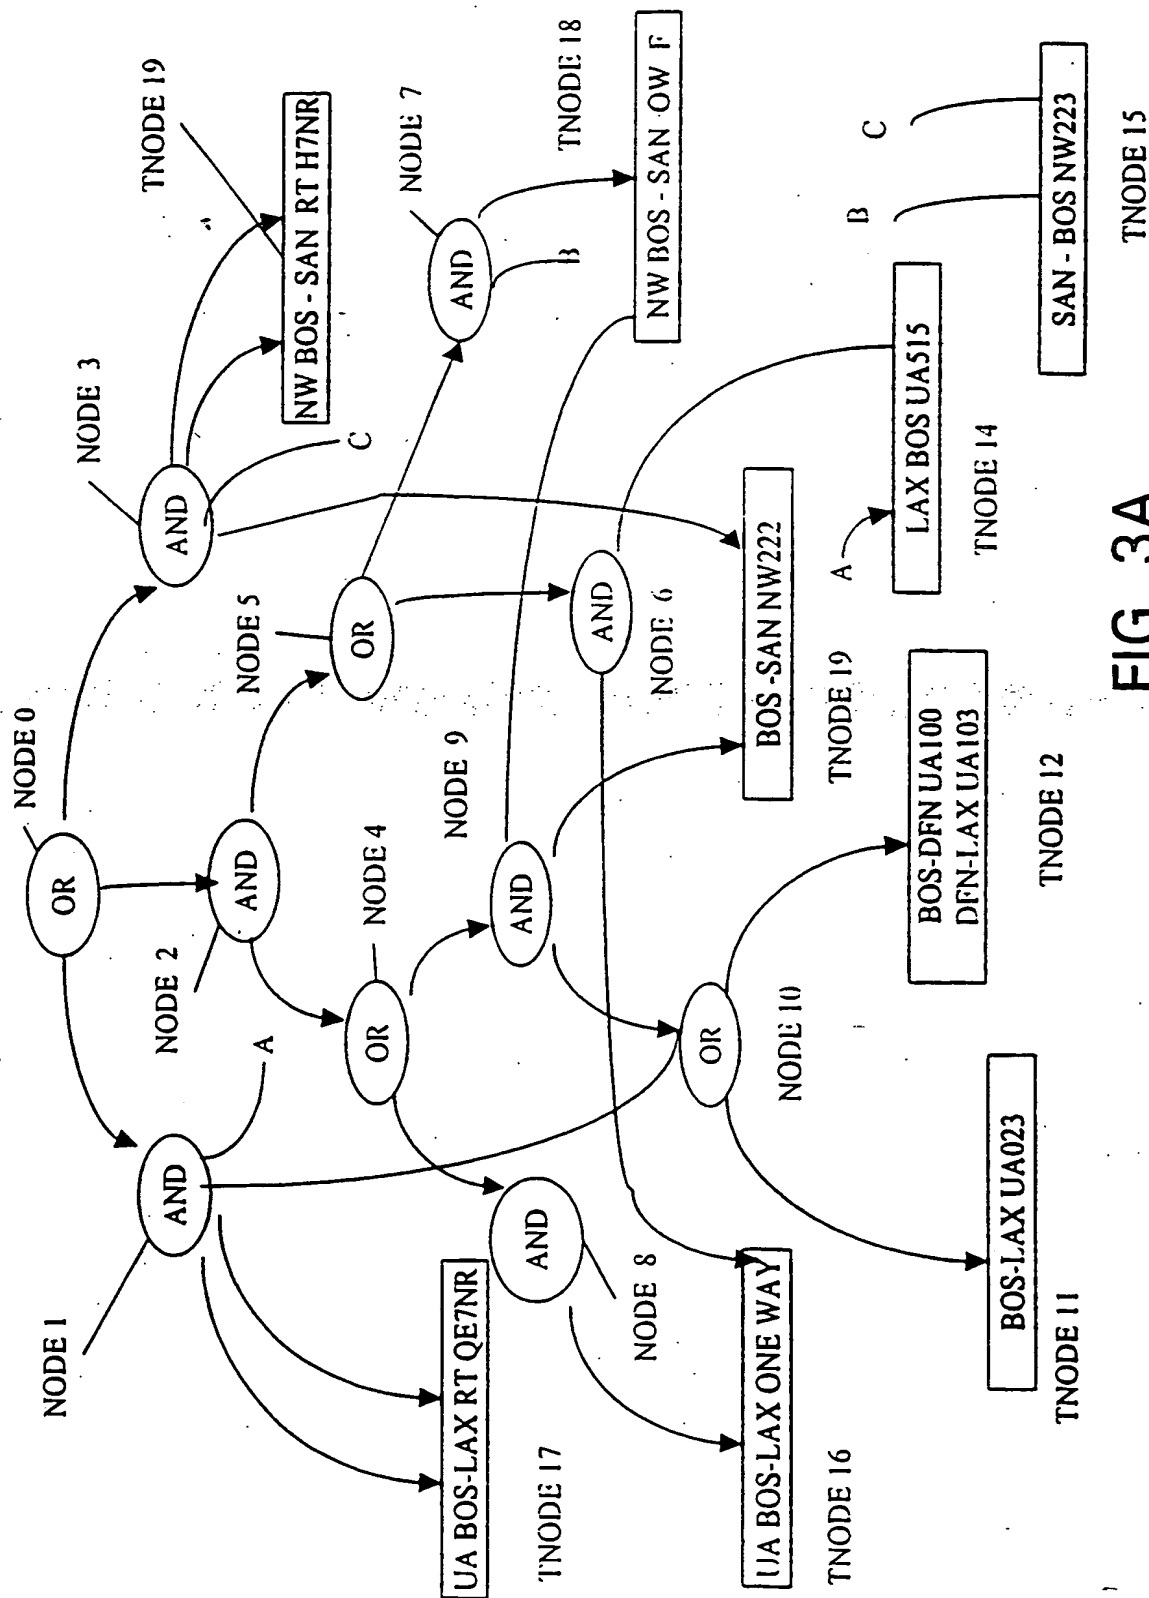 NODE 0
OR
NODE 1
AND
NODE 2
AND
NODE 3
AND
TNODE 19
A
C
NW BOS - SAN RT H7NR
NODE 4
OR
NODE 5
OR
NODE 7
AND
B
UA BOS-LAX RT QE7NR
TNODE 17
AND
NODE 8
NODE 9
AND
AND
NODE 6
TNODE 18
NW BOS - SAN OW F
UA BOS-LAX ONE WAY
TNODE 16
OR
NODE 10
BOS -SAN NW222
TNODE 19
A
B
C
BOS-LAX UA023
TNODE 11
BOS-DFN UA100
DFN-LAX UA103
TNODE 12
LAX BOS UA515
TNODE 14
SAN - BOS NW223
TNODE 15
FIG 3A